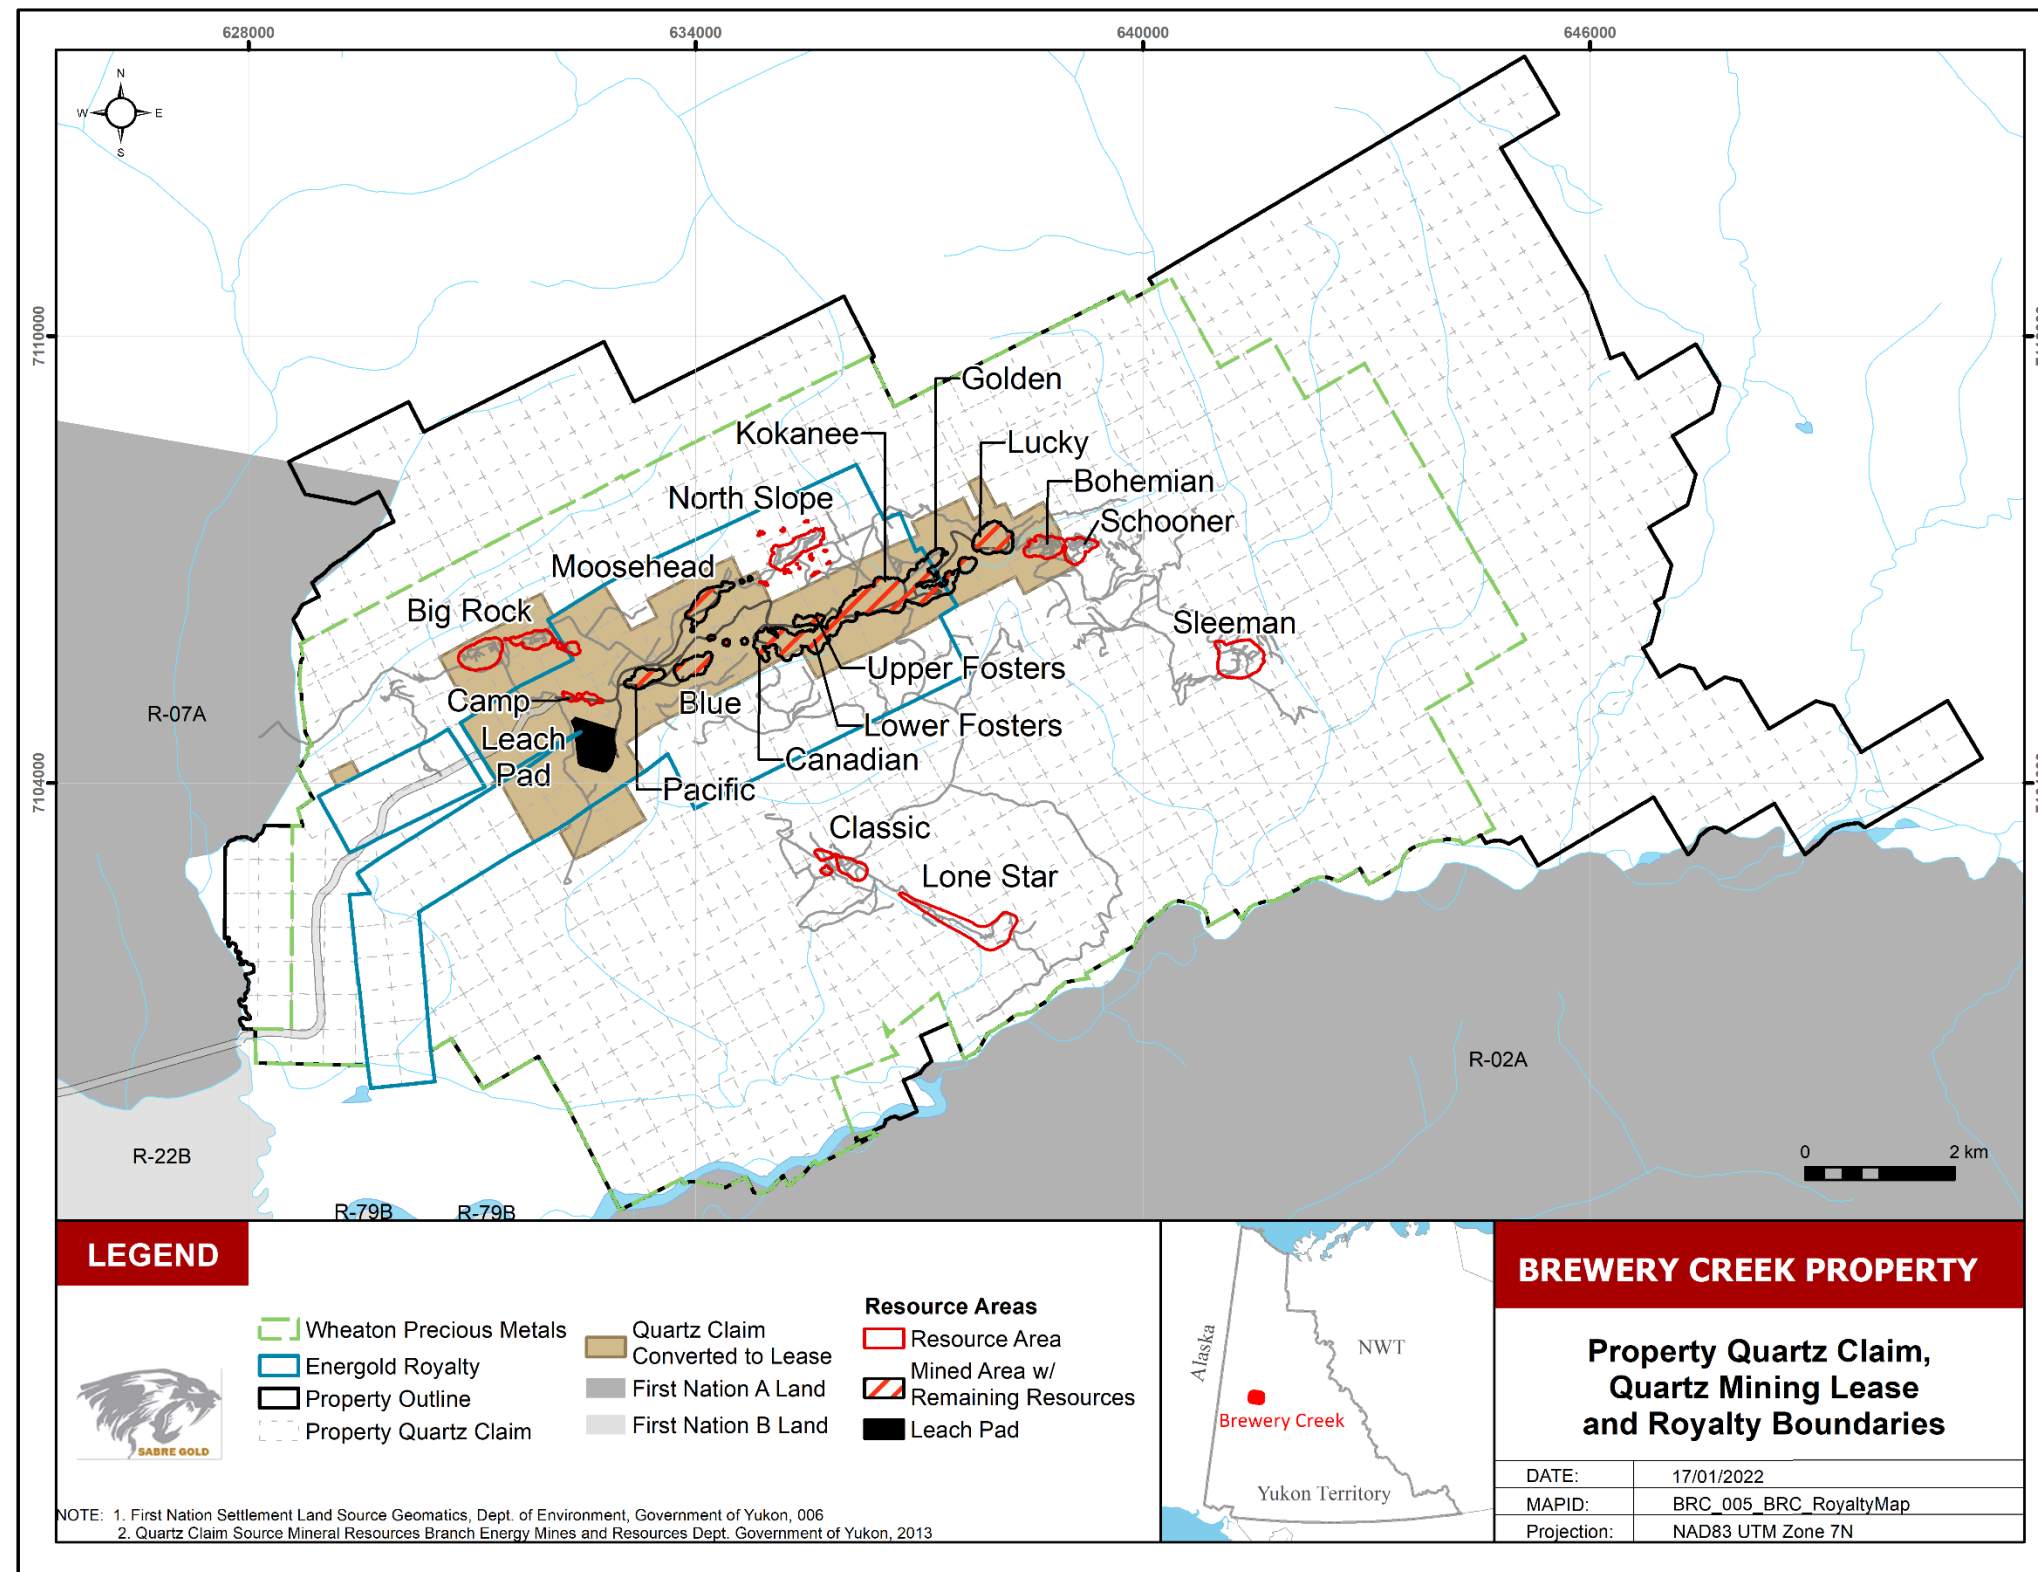 628000
634000
640000
646000
N
W
E
S
7110000
7104000
Golden
Kokanee
Lucky
Bohemian
North Slope
Schooner
Moosehead
Big Rock
Sleeman
Upper Fosters
Camp
Blue
Lower Fosters
Leach
Pad
Canadian
Pacific
R-07A
Classic
Lone Star
R-02A
R-22B
0 2 km
R-79B
R-79B
LEGEND
Wheaton Precious Metals
Energold Royalty
Property Outline
Property Quartz Claim
Quartz Claim
Converted to Lease
First Nation A Land
First Nation B Land
Resource Areas
Resource Area
Mined Area w/
Remaining Resources
Leach Pad
SABRE GOLD
NOTE: 1. First Nation Settlement Land Source Geomatics, Dept. of Environment, Government of Yukon, 006
2. Quartz Claim Source Mineral Resources Branch Energy Mines and Resources Dept. Government of Yukon, 2013
Alaska
NWT
Brewery Creek
Yukon Territory
BREWERY CREEK PROPERTY
Property Quartz Claim,
Quartz Mining Lease
and Royalty Boundaries
DATE: 17/01/2022
MAPID: BRC_005_BRC_RoyaltyMap
Projection: NAD83 UTM Zone 7N